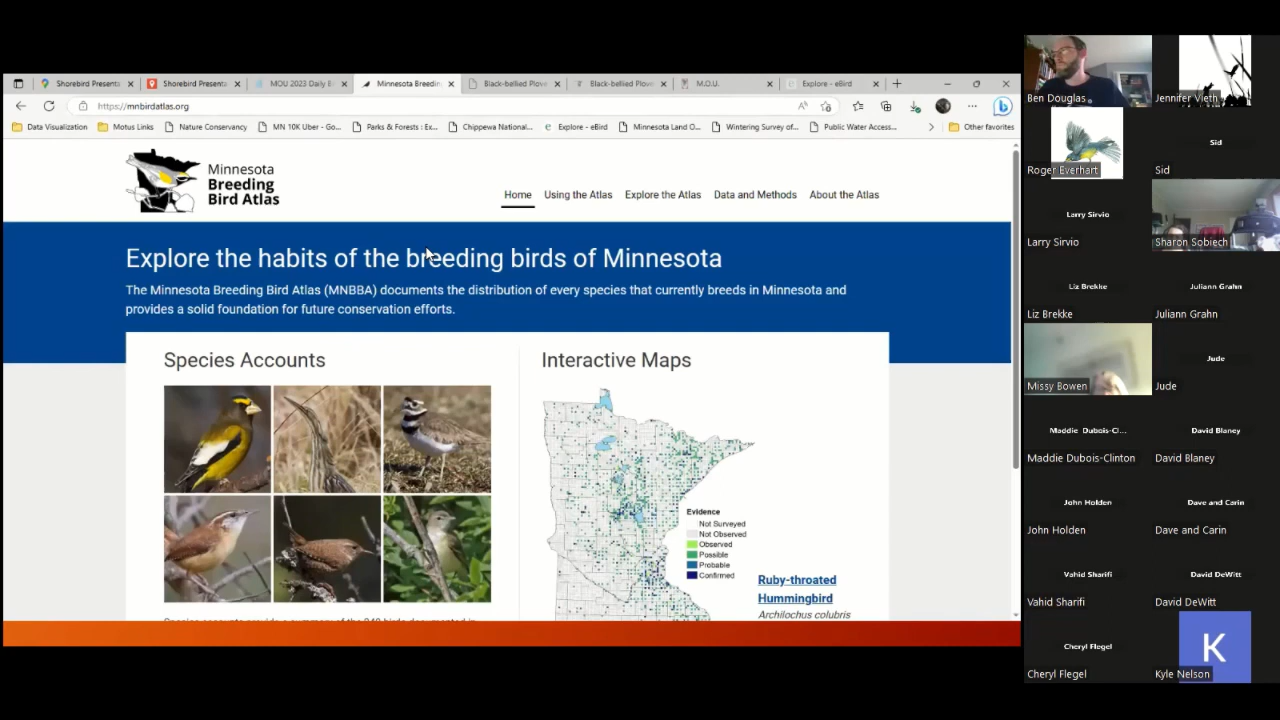 Shorebird Presenta
Shorebird Presenta
MOU 2023 Daily E
Minnesota Breeding
Black-bellied Plove
Black-bellied Plove
M.O.U.
Explore - eBird
https://mnbirdatlas.org
Data Visualization
Motus Links
Nature Conservancy
MN 10K Uber - Go...
Parks & Forests : Ex...
Chippewa National...
Explore - eBird
Minnesota Land O...
Wintering Survey of...
Public Water Acces...
Other favorites
Minnesota
Breeding
Bird Atlas
Home
Using the Atlas
Explore the Atlas
Data and Methods
About the Atlas
Explore the habits of the breeding birds of Minnesota
The Minnesota Breeding Bird Atlas (MNBBA) documents the distribution of every species that currently breeds in Minnesota and
provides a solid foundation for future conservation efforts.
Species Accounts
Interactive Maps
Evidence
Not Surveyed
Not Observed
Observed
Possible
Probable
Confirmed
Ruby-throated
Hummingbird
Archilochus colubris
Ben Douglas
Jennifer Vieth
Roger Everhart
Sid
Sid
Larry Sirvio
Larry Sirvio
Sharon Sobiech
Liz Brekke
Liz Brekke
Juliann Grahn
Juliann Grahn
Missy Bowen
Jude
Jude
Maddie Dubois-Cl...
Maddie Dubois-Clinton
David Blaney
David Blaney
John Holden
John Holden
Dave and Carin
Dave and Carin
Vahid Sharifi
Vahid Sharifi
David DeWitt
David DeWitt
Cheryl Flegel
Cheryl Flegel
K
Kyle Nelson